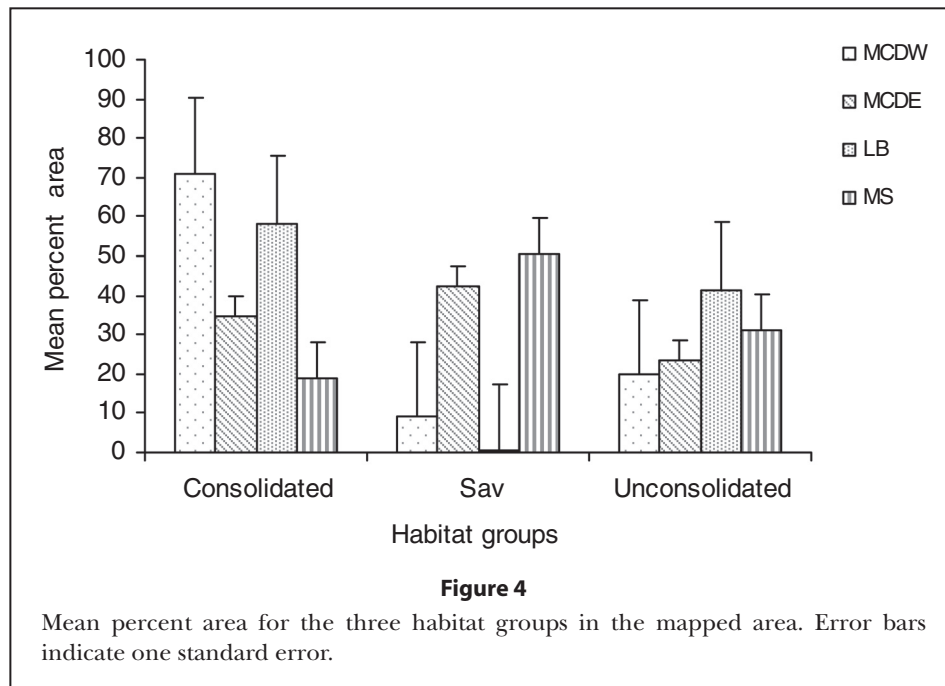 100
90
80
70
60
50
40
30
20
10
0
Mean percent area
MCDW
MCDE
LB
MS
Consolidated Sav Unconsolidated
Habitat groups
Figure 4
Mean percent area for the three habitat groups in the mapped area. Error bars
indicate one standard error.